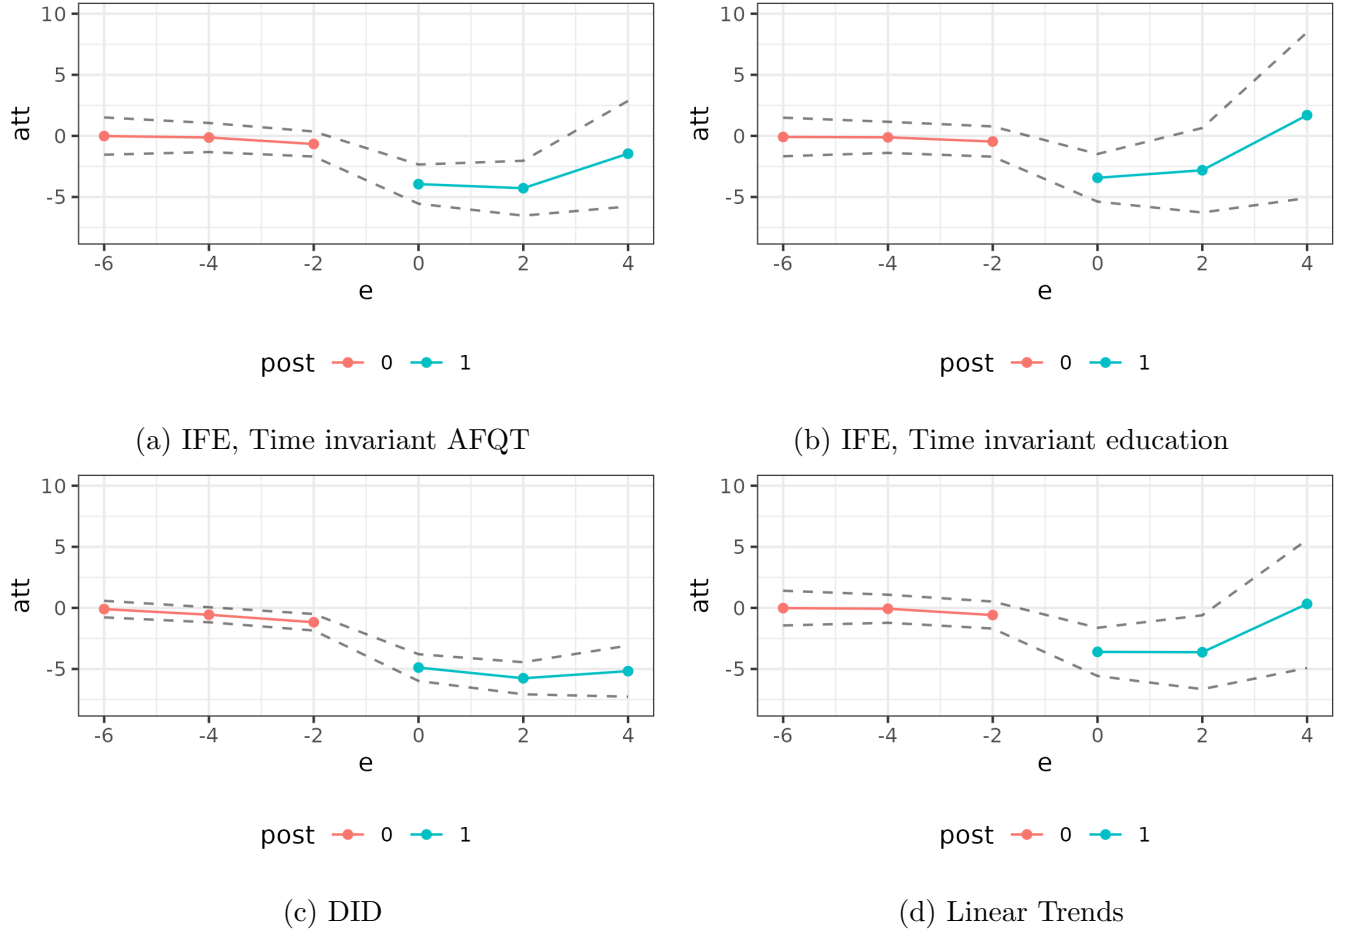 10
5
0
-5
att
-6 -4 -2 0 2 4
e
post 0 1
(a) IFE, Time invariant AFQT
10
5
0
-5
att
-6 -4 -2 0 2 4
e
post 0 1
(b) IFE, Time invariant education
10
5
0
-5
att
-6 -4 -2 0 2 4
e
post 0 1
(c) DID
10
5
0
-5
att
-6 -4 -2 0 2 4
e
post 0 1
(d) Linear Trends